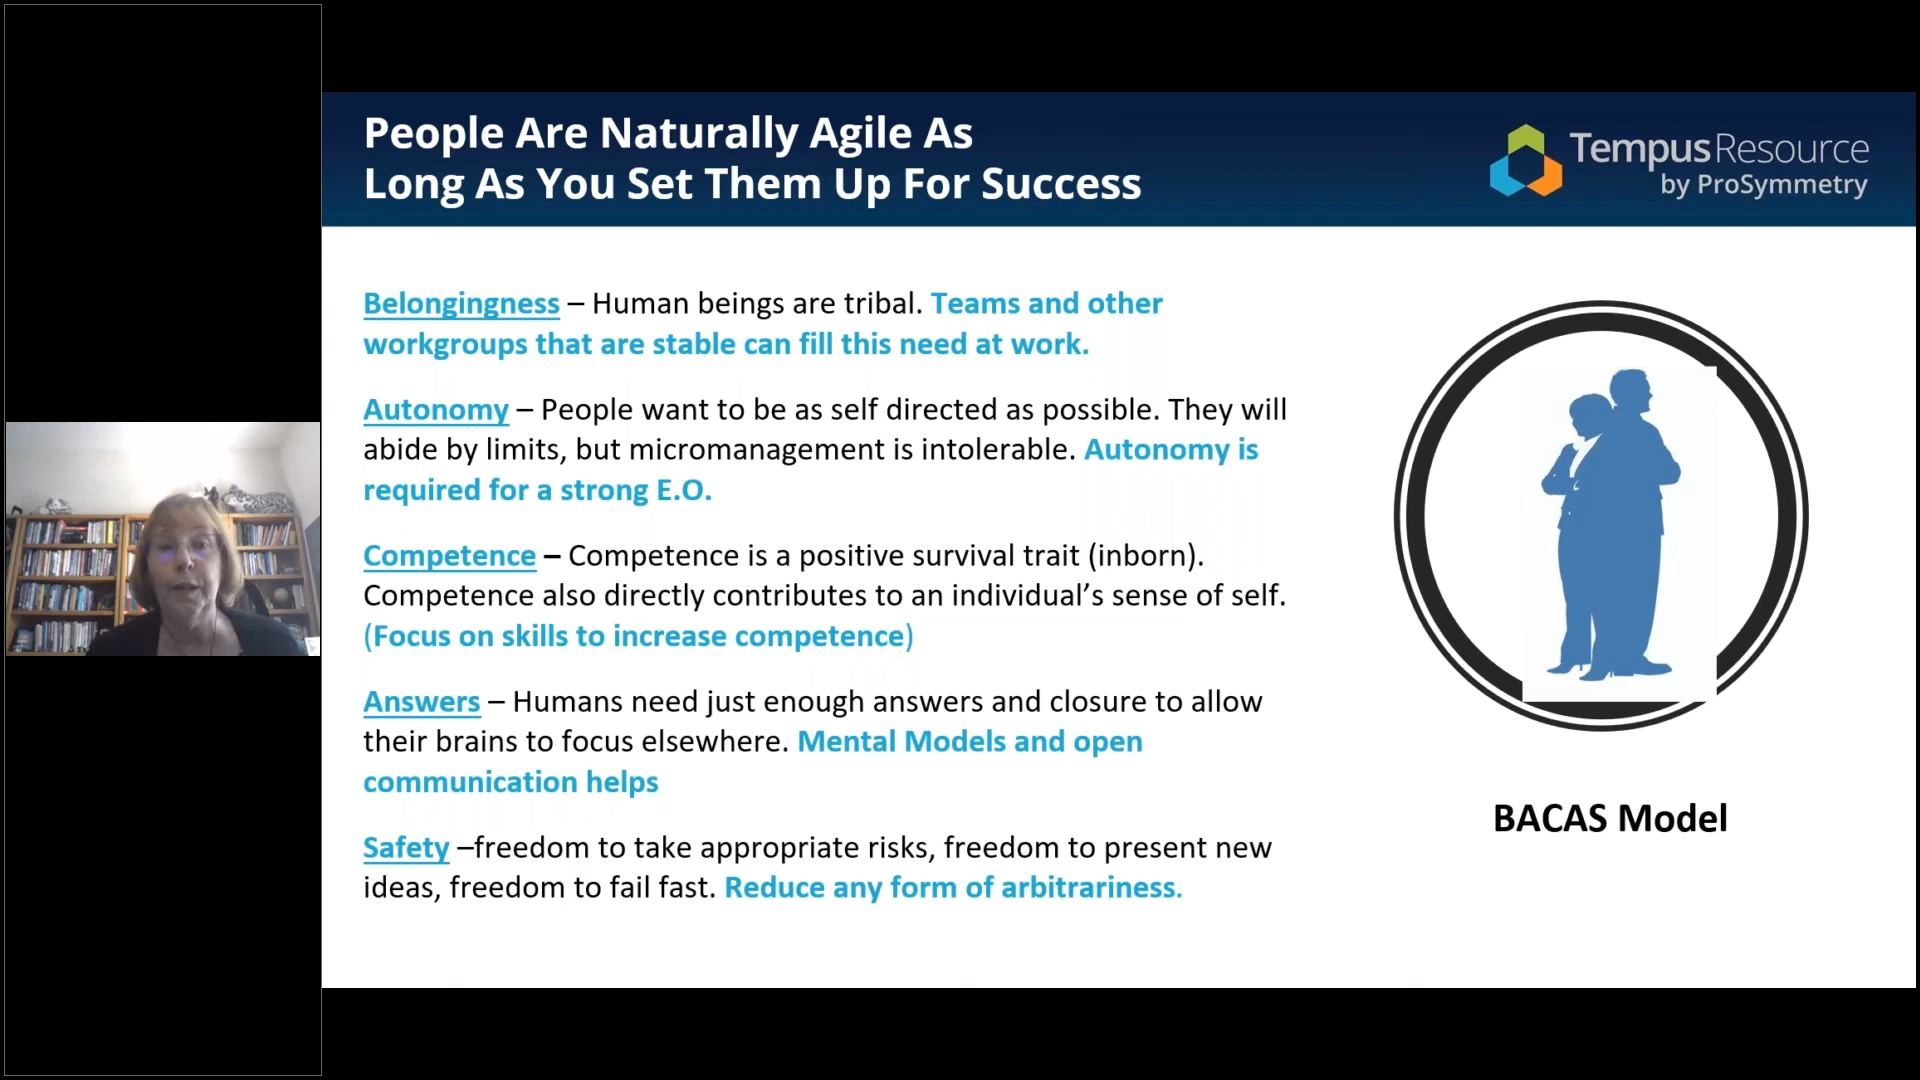 People Are Naturally Agile As
Long As You Set Them Up For Success
TempusResource
by ProSymmetry
Belongingness – Human beings are tribal. Teams and other
workgroups that are stable can fill this need at work.
Autonomy – People want to be as self directed as possible. They will
abide by limits, but micromanagement is intolerable. Autonomy is
required for a strong E.O.
Competence – Competence is a positive survival trait (inborn).
Competence also directly contributes to an individual’s sense of self.
(Focus on skills to increase competence)
Answers – Humans need just enough answers and closure to allow
their brains to focus elsewhere. Mental Models and open
communication helps
Safety –freedom to take appropriate risks, freedom to present new
ideas, freedom to fail fast. Reduce any form of arbitrariness.
BACAS Model